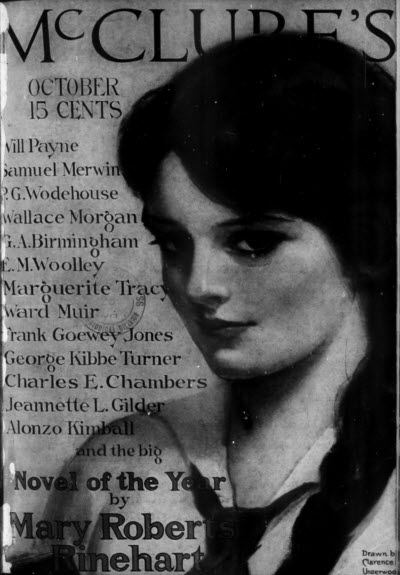 McCLURE'S
OCTOBER
15 CENTS
Will Payne
Samuel Merwin
P.G.Wodehouse
Wallace Morgan
G.A.Birmingham
E.M.Woolley
Marguerite Tracy
Ward Muir
Frank Goewey Jones
George Kibbe Turner
Charles E. Chambers
Jeannette L. Gilder
Alonzo Kimball
and the big
Novel of the Year
by
Mary Roberts
Rinehart
Drawn by
Clarence
Underwood